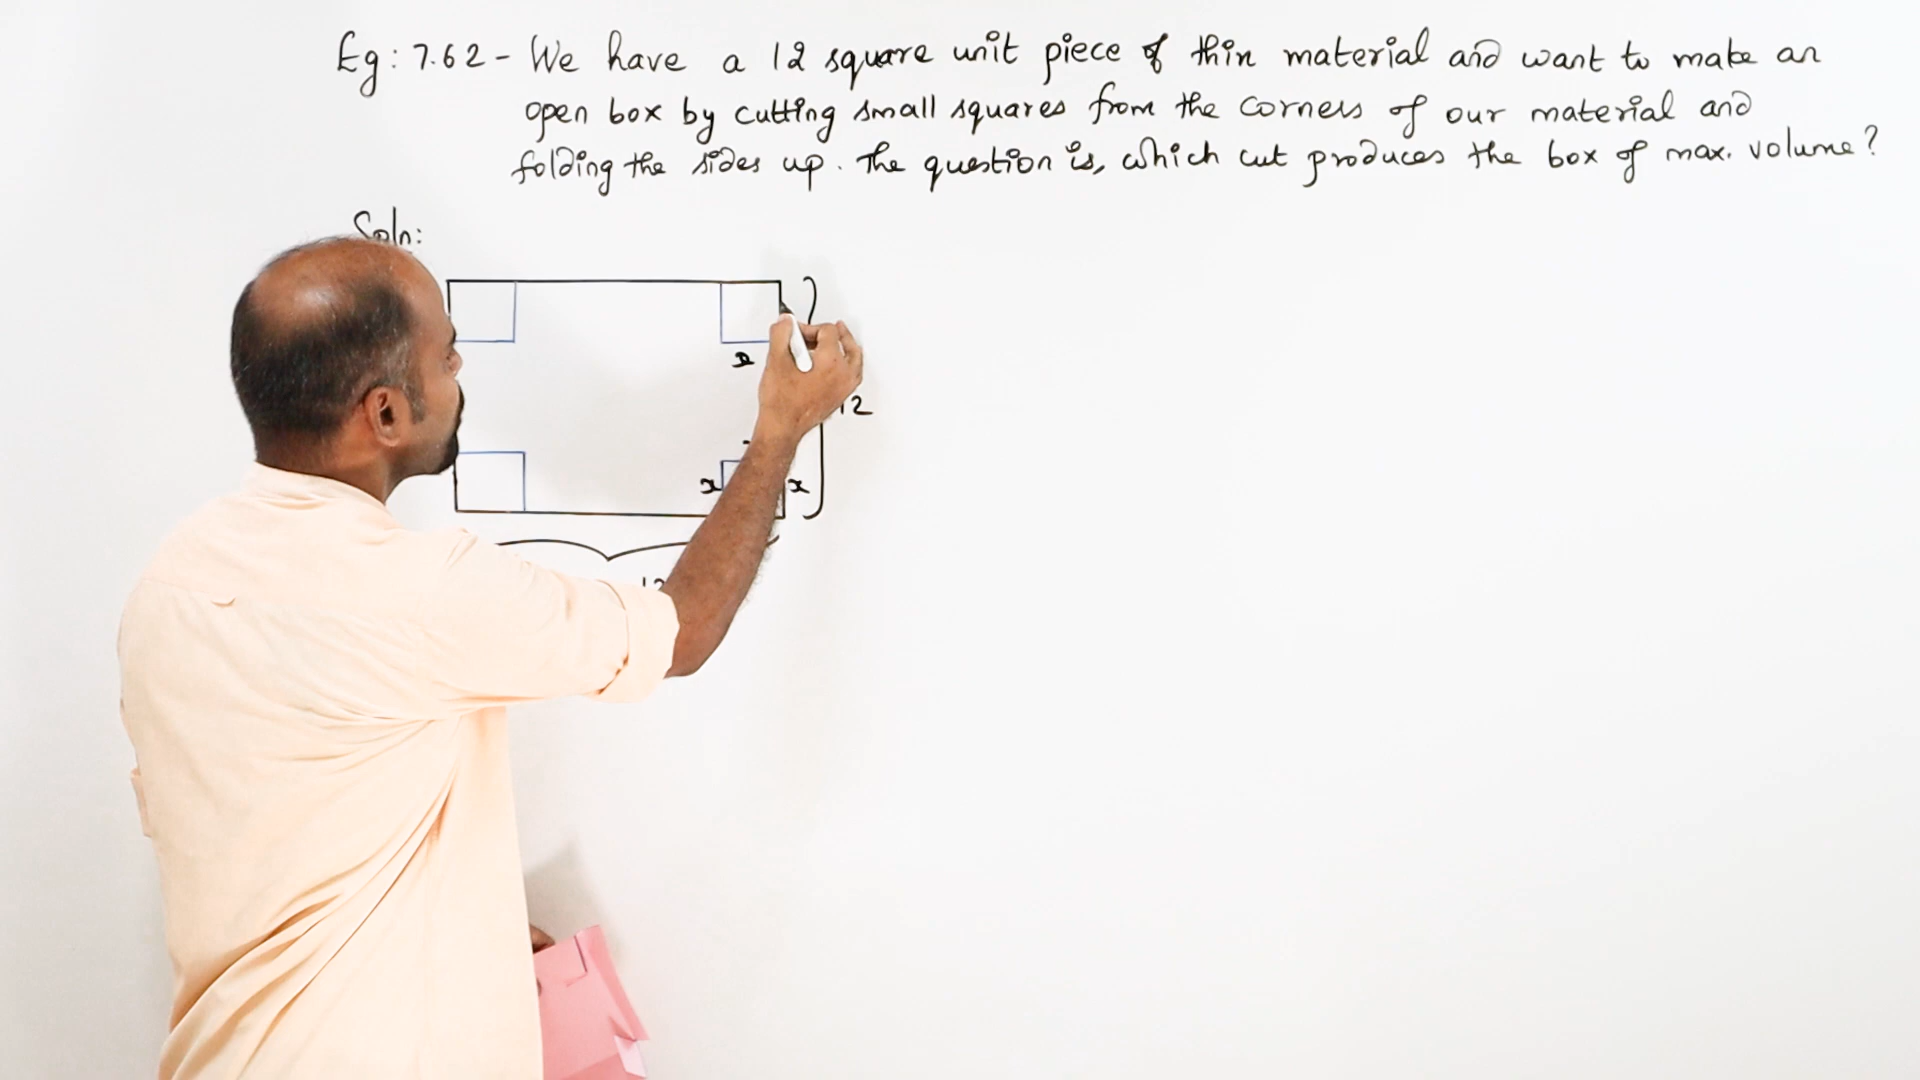 Eg: 7.62 - We have a 12 square unit piece of thin material and want to make an
open box by cutting small squares from the corners of our material and
folding the sides up. The question is, which cut produces the box of max. volume?
Soln:
x
12
x x
12